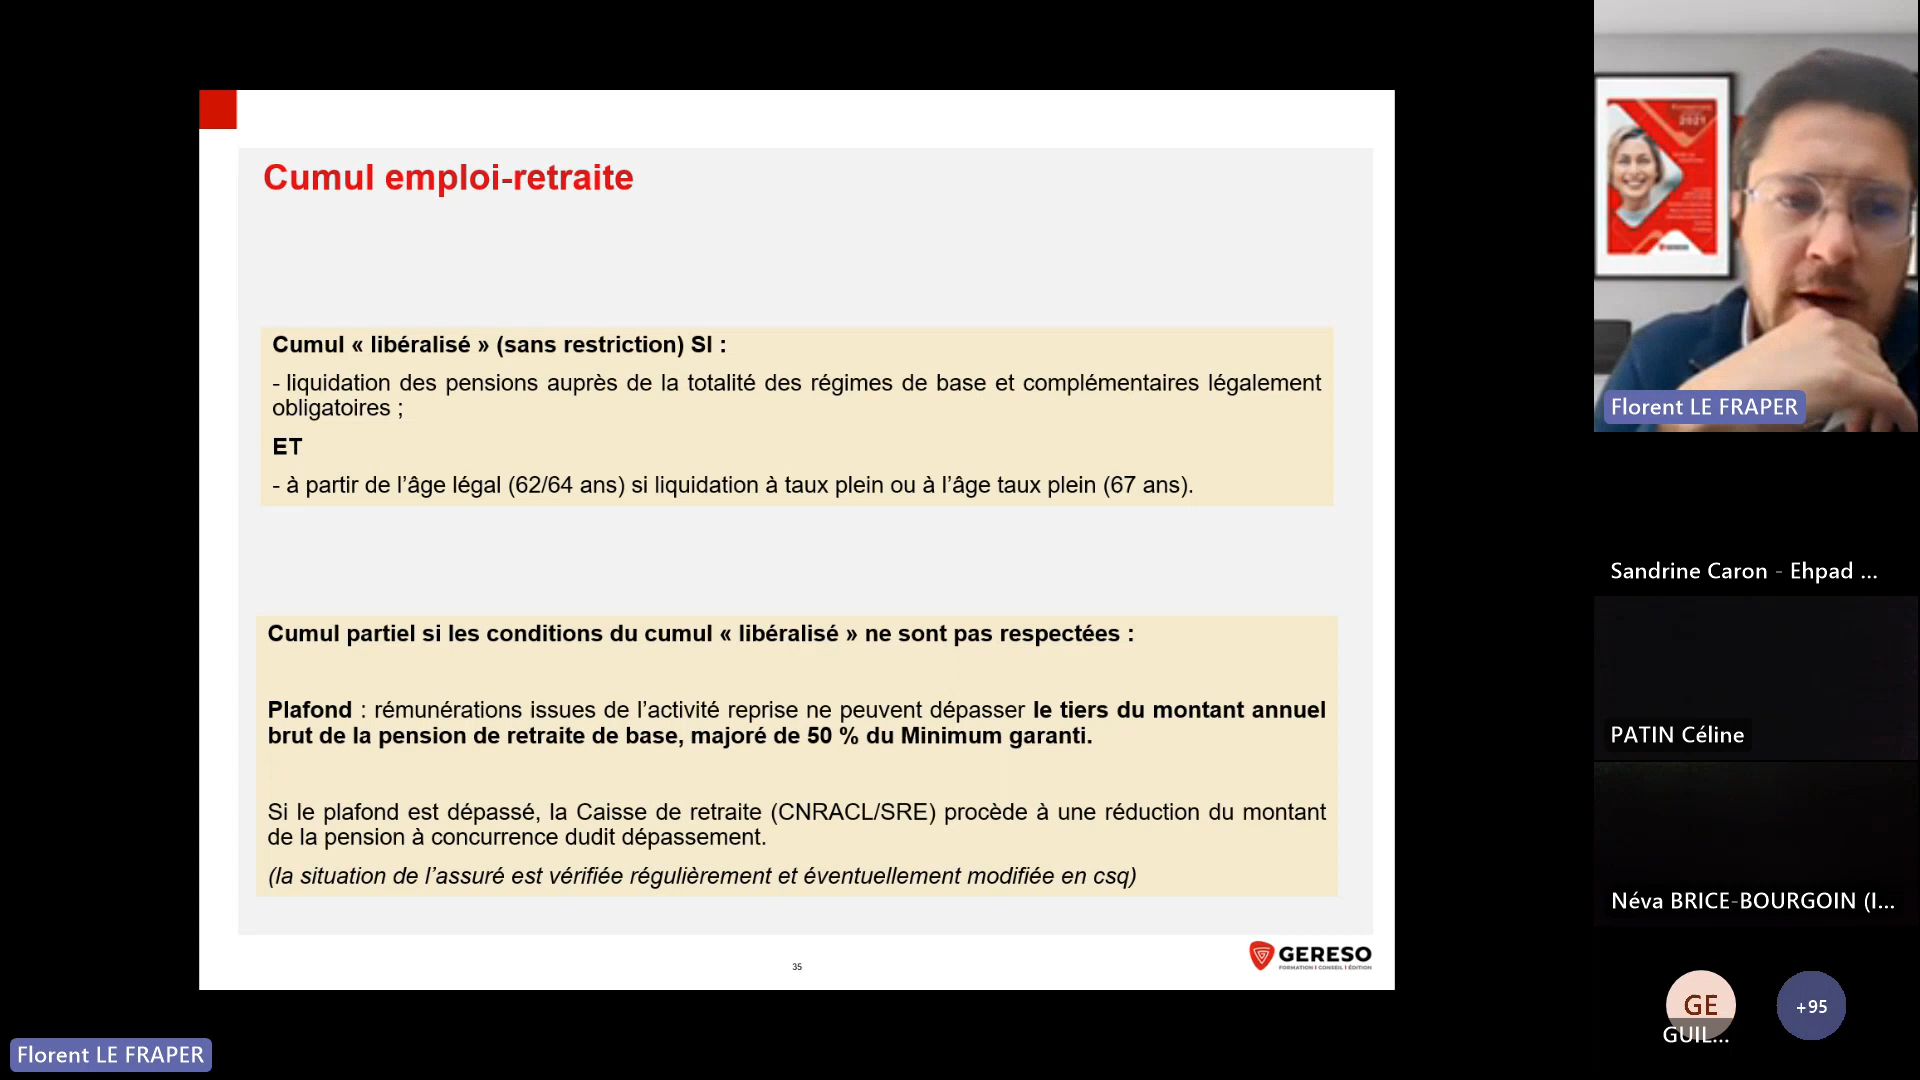 Cumul emploi-retraite
Cumul « libéralisé » (sans restriction) SI :
- liquidation des pensions auprès de la totalité des régimes de base et complémentaires légalement
obligatoires ;
ET
- à partir de l’âge légal (62/64 ans) si liquidation à taux plein ou à l’âge taux plein (67 ans).
Cumul partiel si les conditions du cumul « libéralisé » ne sont pas respectées :
Plafond : rémunérations issues de l’activité reprise ne peuvent dépasser le tiers du montant annuel
brut de la pension de retraite de base, majoré de 50 % du Minimum garanti.
Si le plafond est dépassé, la Caisse de retraite (CNRACL/SRE) procède à une réduction du montant
de la pension à concurrence dudit dépassement.
(la situation de l’assuré est vérifiée régulièrement et éventuellement modifiée en csq)
35
GERESO
FORMATION I CONSEIL I ÉDITION
Florent LE FRAPER
2021
Florent LE FRAPER
Sandrine Caron - Ehpad ...
PATIN Céline
Néva BRICE-BOURGOIN (I...
GE
GUIL...
+95